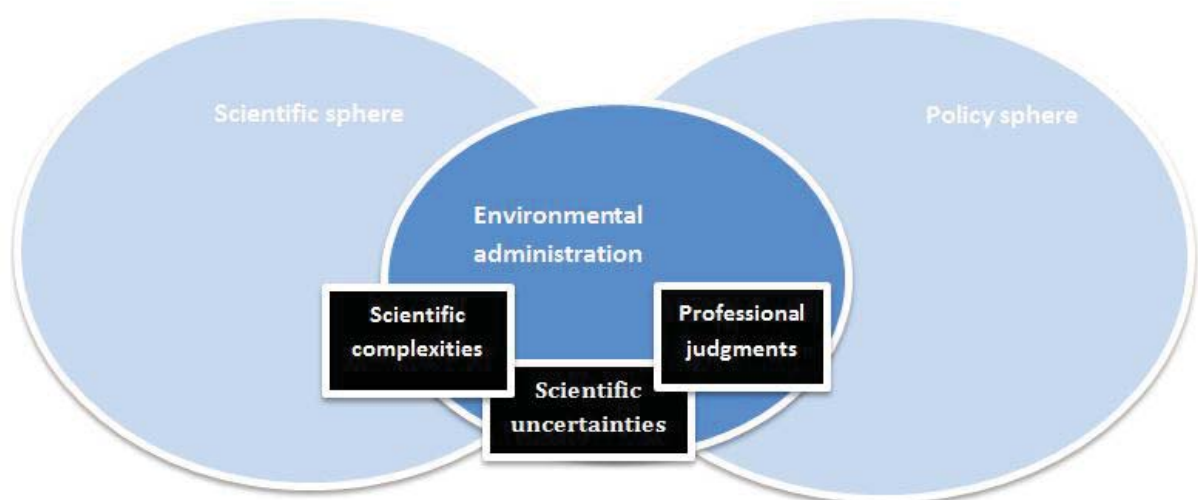 Scientific sphere
Policy sphere
Environmental
administration
Scientific
complexities
Professional
judgments
Scientific
uncertainties